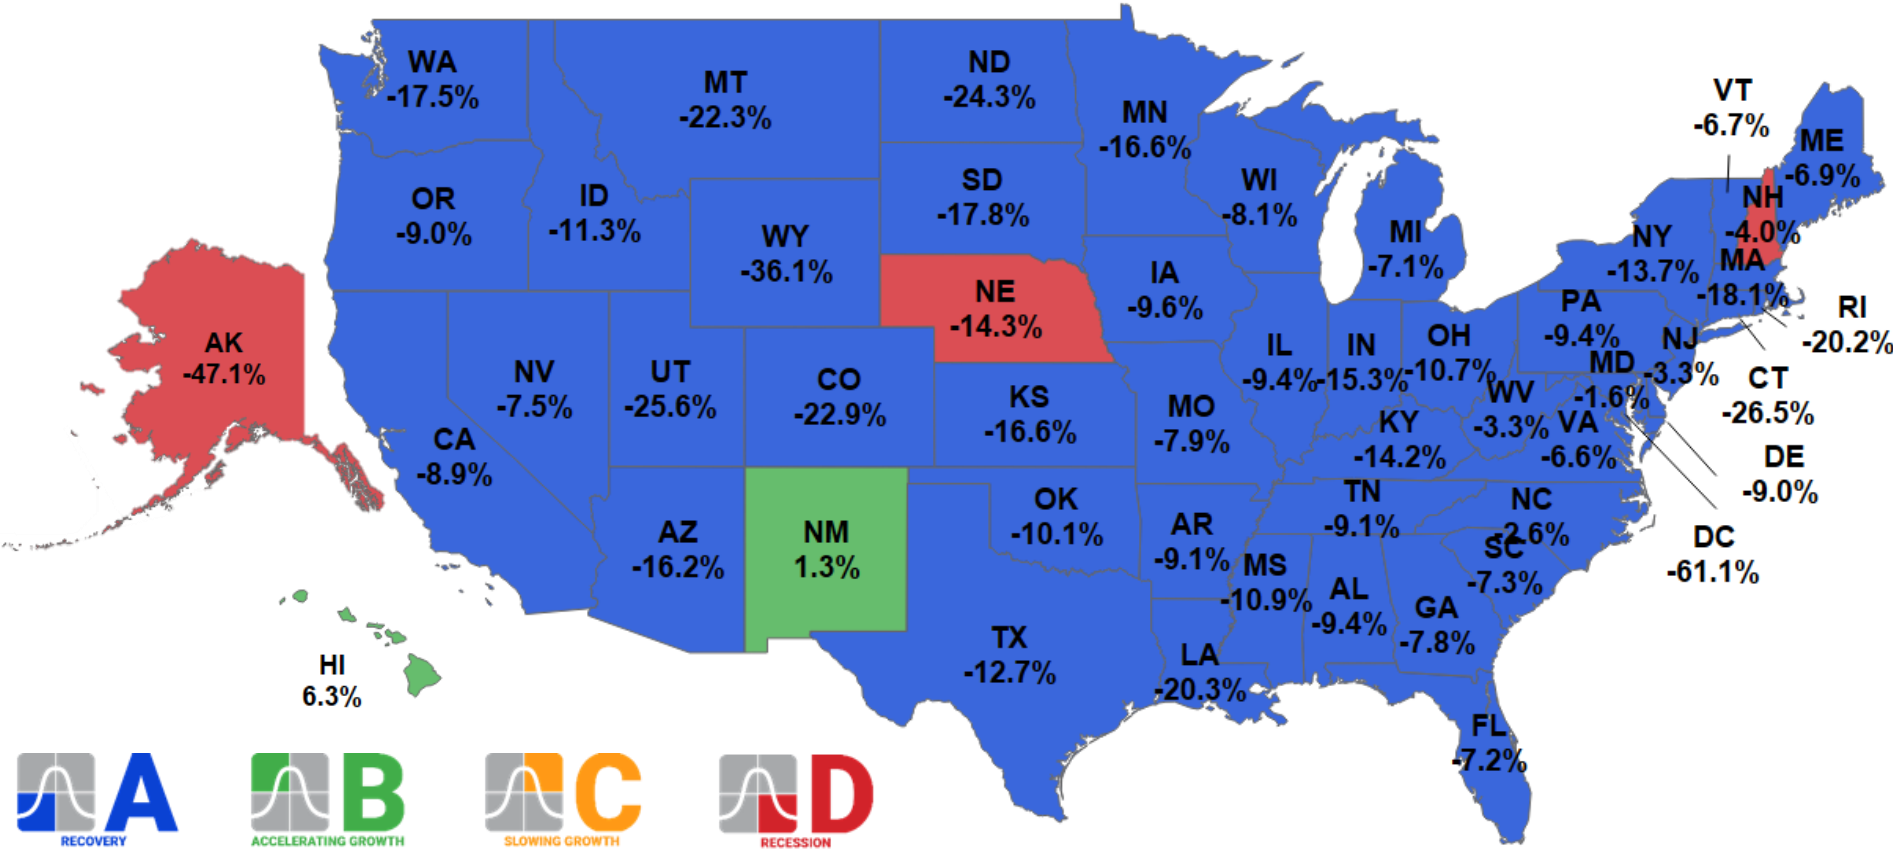 WA
-17.5%
MT
-22.3%
ND
-24.3%
MN
-16.6%
VT
-6.7%
ME
-6.9%
OR
-9.0%
ID
-11.3%
WY
-36.1%
SD
-17.8%
WI
-8.1%
MI
-7.1%
NY
-13.7%
NH
-4.0%
MA
-18.1%
RI
-20.2%
AK
-47.1%
NE
-14.3%
IA
-9.6%
PA
-9.4%
NJ
-3.3%
CT
-26.5%
NV
-7.5%
UT
-25.6%
CO
-22.9%
KS
-16.6%
MO
-7.9%
IL
-9.4%
IN
-15.3%
OH
-10.7%
MD
-1.6%
WV
-3.3%
VA
-6.6%
DE
-9.0%
CA
-8.9%
KY
-14.2%
DC
-61.1%
AZ
-16.2%
NM
1.3%
OK
-10.1%
AR
-9.1%
TN
-9.1%
NC
-2.6%
SC
-7.3%
MS
-10.9%
AL
-9.4%
GA
-7.8%
HI
6.3%
TX
-12.7%
LA
-20.3%
FL
-7.2%
A
RECOVERY
B
ACCELERATING GROWTH
C
SLOWING GROWTH
D
RECESSION